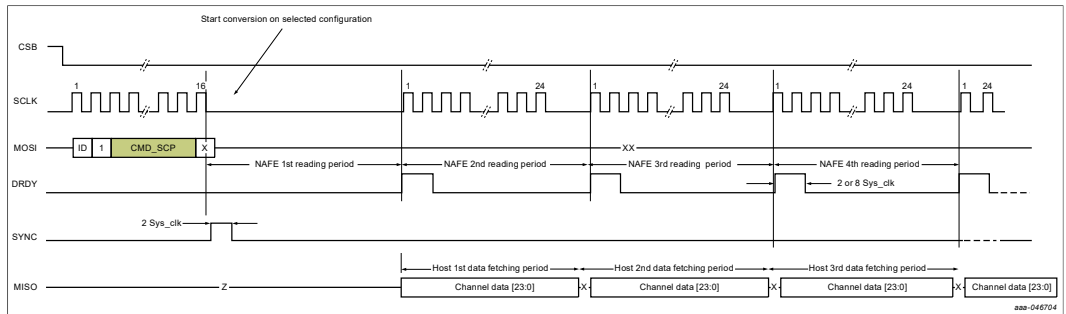 Start conversion on selected configuration
CSB
1 16 1 24 1 24 1 24 1 24
SCLK
MOSI ID 1 CMD_SCP X XX
NAFE 1st reading period NAFE 2nd reading period NAFE 3rd reading period NAFE 4th reading period
DRDY 2 or 8 Sys_clk
2 Sys_clk
SYNC
Host 1st data fetching period Host 2nd data fetching period Host 3rd data fetching period
MISO Z Channel data [23:0] X Channel data [23:0] X Channel data [23:0] X Channel data [23:0]
aaa-046704